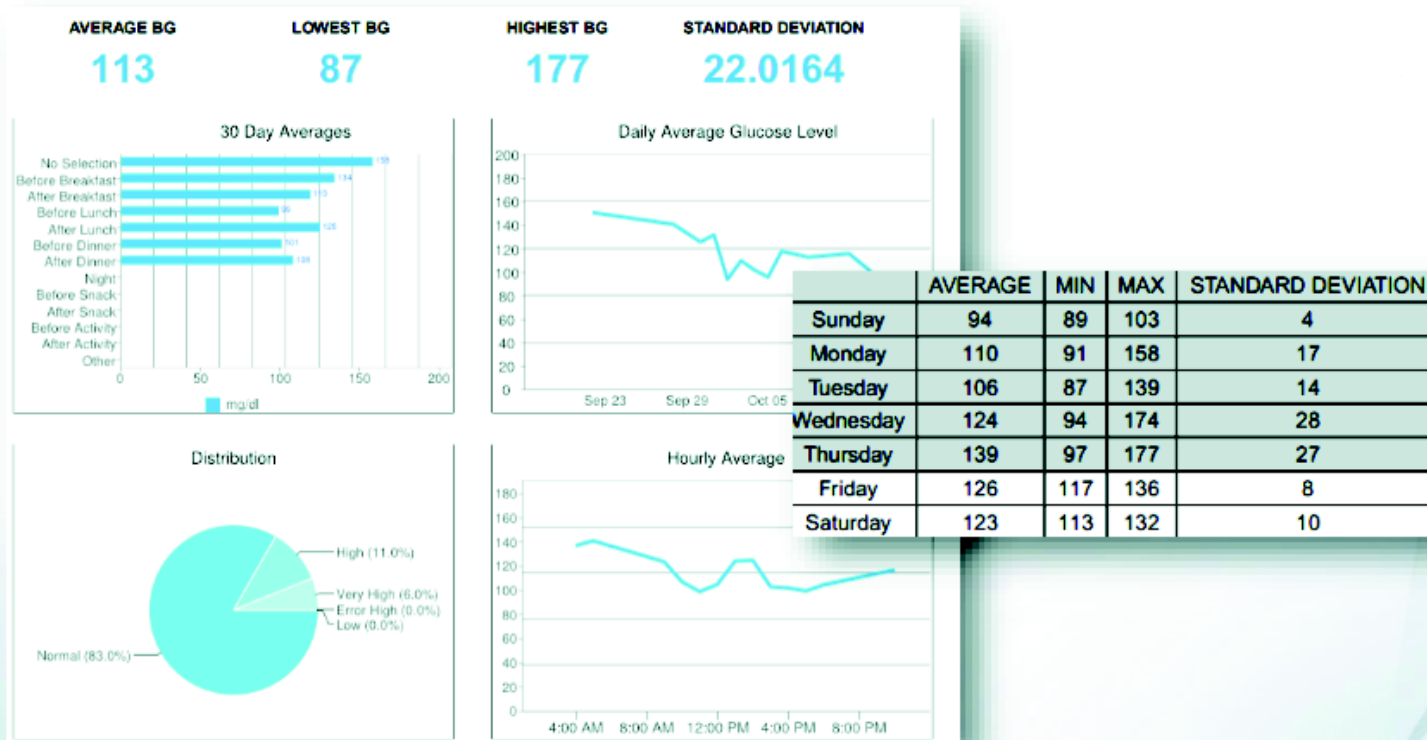 AVERAGE BG LOWEST BG HIGHEST BG STANDARD DEVIATION
113 87 177 22.0164
30 Day Averages
No Selection 158
Before Breakfast 134
After Breakfast
Before Lunch 99
After Lunch
Before Dinner 101
After Dinner
Night
Before Snack
After Snack
Before Activity
After Activity
Other
0 50 100 150 200
mg/dl
Daily Average Glucose Level
200
180
160
140
120
100
80
60
40
20
0
Sep 23 Sep 29 Oct 05
AVERAGE MIN MAX STANDARD DEVIATION
Sunday 94 89 103 4
Monday 110 91 158 17
Tuesday 106 87 139 14
Wednesday 124 94 174 28
Thursday 139 97 177 27
Friday 126 117 136 8
Saturday 123 113 132 10
Distribution
High (11.0%)
Very High (6.0%)
Error High (0.0%)
Low (0.0%)
Normal (83.0%)
Hourly Average
180
160
140
120
100
80
60
40
20
0
4:00 AM 8:00 AM 12:00 PM 4:00 PM 8:00 PM